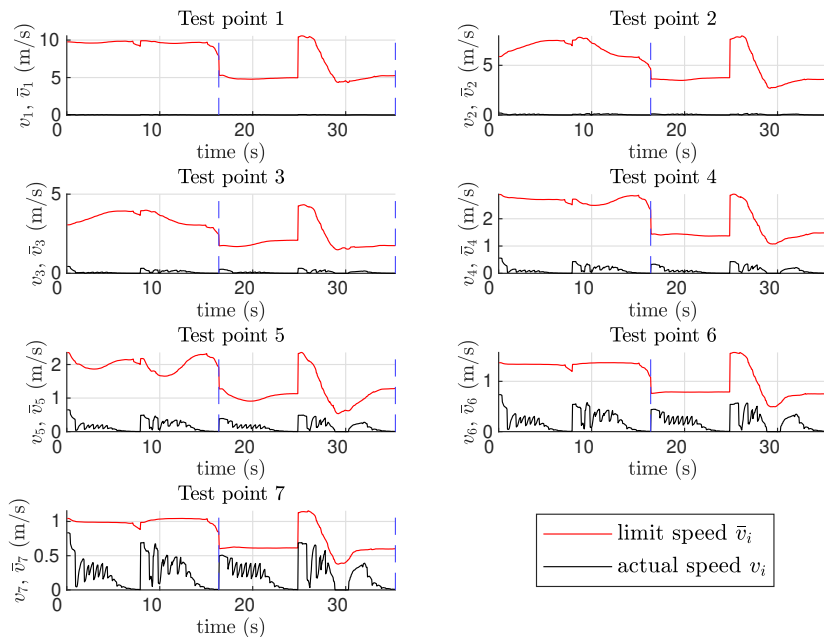 Test point 1
v₁, v̄₁ (m/s)
10
5
0
0 10 20 30
time (s)
Test point 2
v₂, v̄₂ (m/s)
5
0
0 10 20 30
time (s)
Test point 3
v₃, v̄₃ (m/s)
5
0
0 10 20 30
time (s)
Test point 4
v₄, v̄₄ (m/s)
2
1
0
0 10 20 30
time (s)
Test point 5
v₅, v̄₅ (m/s)
2
1
0
0 10 20 30
time (s)
Test point 6
v₆, v̄₆ (m/s)
1
0
0 10 20 30
time (s)
Test point 7
v₇, v̄₇ (m/s)
1
0.5
0
0 10 20 30
time (s)
limit speed v̄ᵢ
actual speed vᵢ